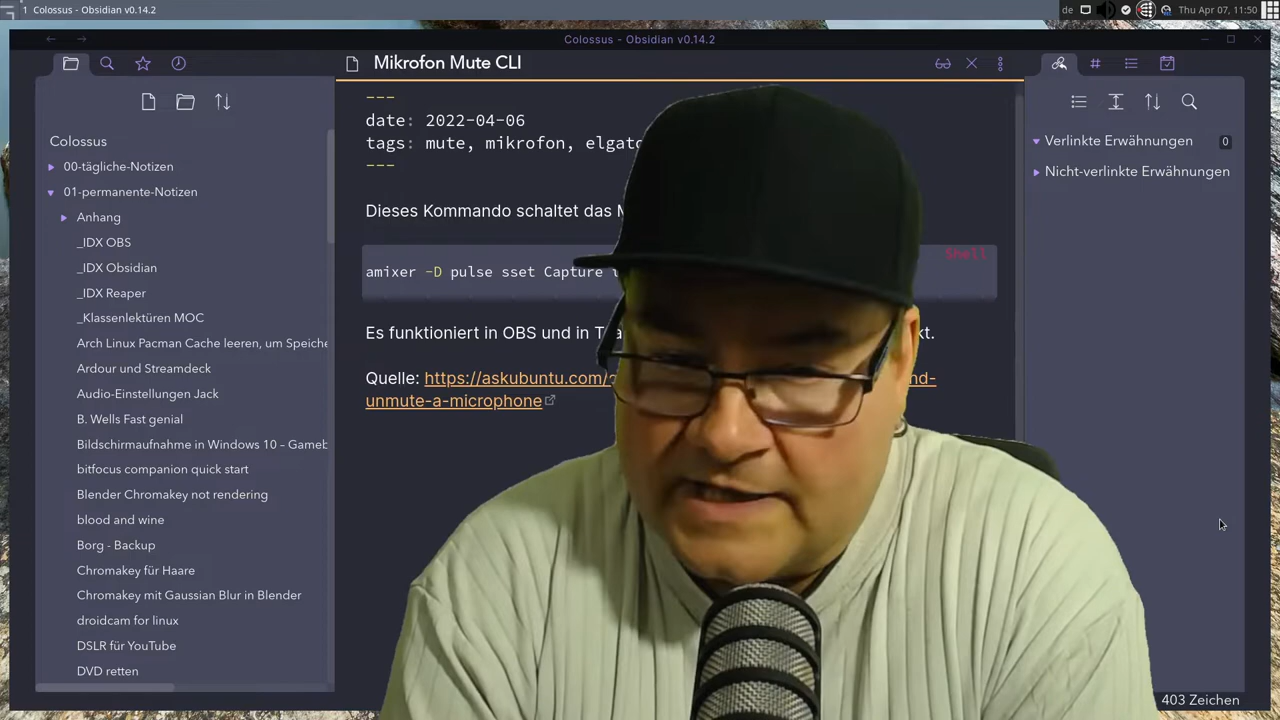 1 Colossus - Obsidian v0.14.2
de
Thu Apr 07, 11:50
Colossus - Obsidian v0.14.2
Mikrofon Mute CLI
---
date: 2022-04-06
tags: mute, mikrofon,
---
Dieses Kommando schaltet das
Shell
amixer -D pulse sset Capture
Es funktioniert in OBS und in
Quelle: https://askubuntu.com/
unmute-a-microphone
Colossus
00-tägliche-Notizen
01-permanente-Notizen
Anhang
_IDX OBS
_IDX Obsidian
_IDX Reaper
_Klassenlektüren MOC
Arch Linux Pacman Cache leeren, um Speiche
Ardour und Streamdeck
Audio-Einstellungen Jack
B. Wells Fast genial
Bildschirmaufnahme in Windows 10 – Gameb
bitfocus companion quick start
Blender Chromakey not rendering
blood and wine
Borg - Backup
Chromakey für Haare
Chromakey mit Gaussian Blur in Blender
droidcam for linux
DSLR für YouTube
DVD retten
Verlinkte Erwähnungen 0
Nicht-verlinkte Erwähnungen
403 Zeichen